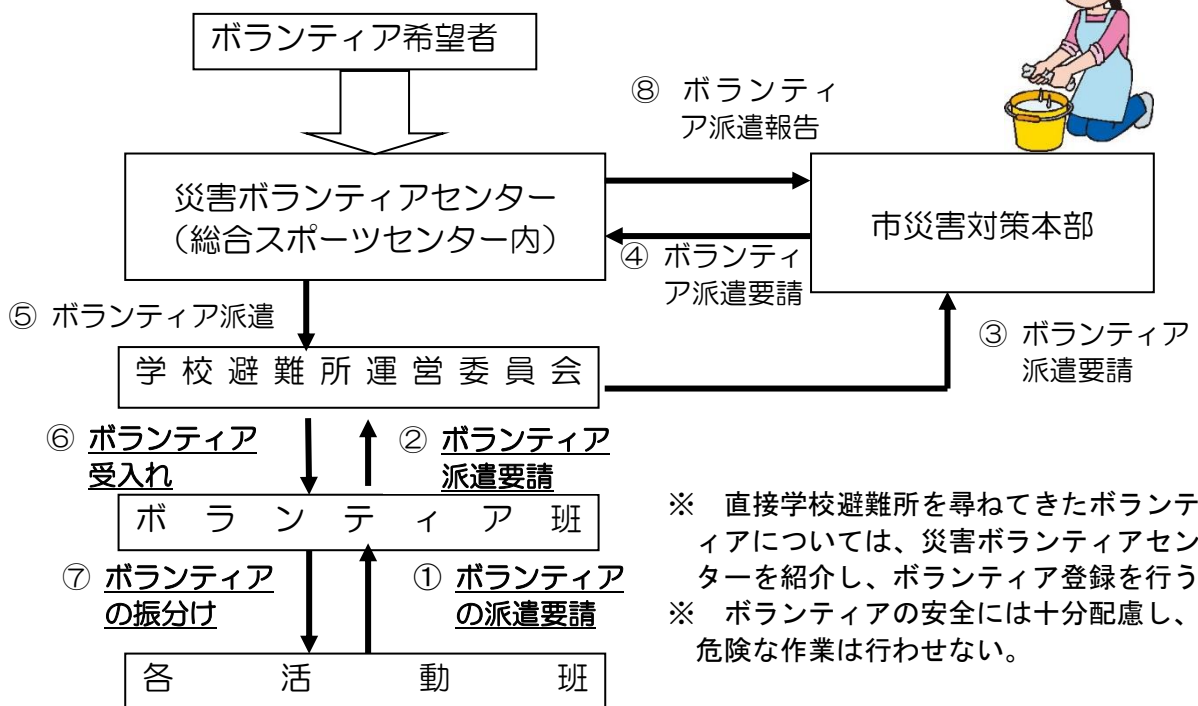 ボランティア希望者
⑧ ボランティ
ア派遣報告
災害ボランティアセンター
（総合スポーツセンター内）
市災害対策本部
④ ボランティ
ア派遣要請
⑤ ボランティア派遣
③ ボランティア
派遣要請
学校避難所運営委員会
⑥ ボランティア
受入れ
② ボランティア
派遣要請
ボランティア班
⑦ ボランティア
の振分け
① ボランティア
の派遣要請
各活動班
※ 直接学校避難所を尋ねてきたボランテ
ィアについては、災害ボランティアセン
ターを紹介し、ボランティア登録を行う
※ ボランティアの安全には十分配慮し、
危険な作業は行わせない。